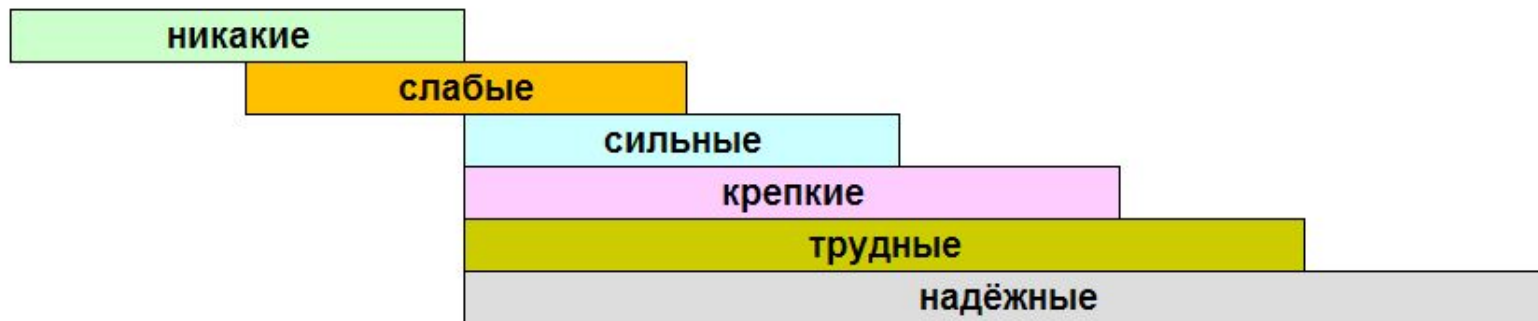 никакие
слабые
сильные
крепкие
трудные
надёжные